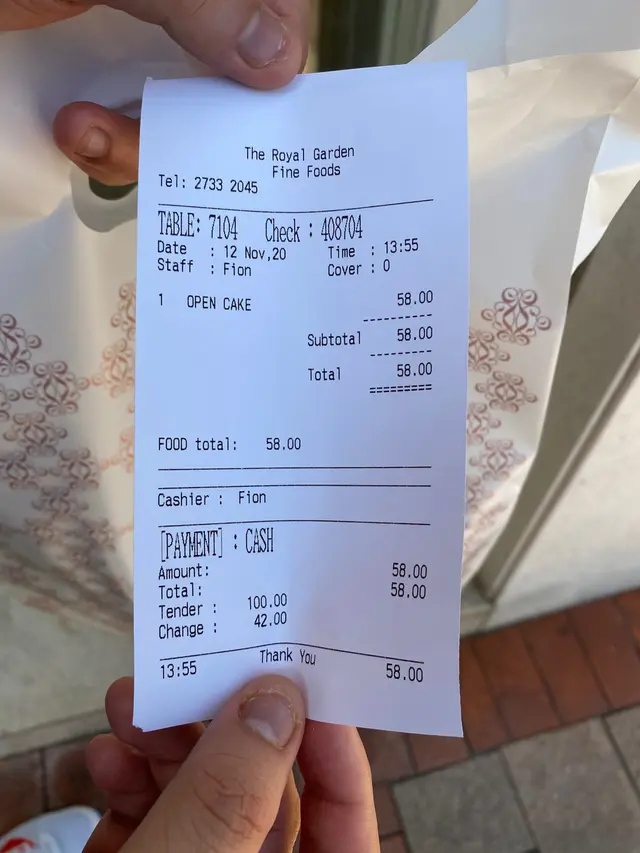 The Royal Garden
Fine Foods
Tel: 2733 2045
TABLE: 7104 Check : 408704
Date : 12 Nov,20 Time : 13:55
Staff : Fion Cover : 0
1 OPEN CAKE 58.00
---------
Subtotal 58.00
---------
Total 58.00
=========
FOOD total: 58.00
Cashier : Fion
[PAYMENT] : CASH
Amount: 58.00
Total: 58.00
Tender : 100.00
Change : 42.00
Thank You
13:55 58.00